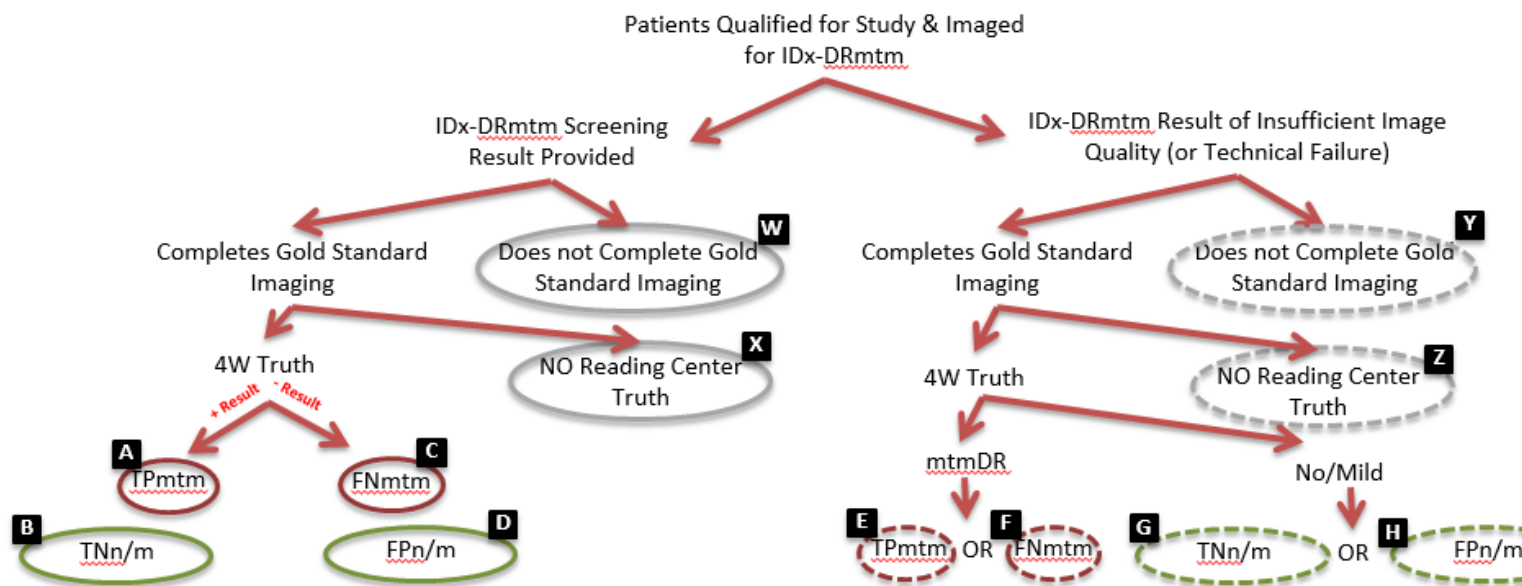 Patients Qualified for Study & Imaged
for IDx-DRmtm
IDx-DRmtm Screening
Result Provided
IDx-DRmtm Result of Insufficient Image
Quality (or Technical Failure)
W
Y
Completes Gold Standard
Imaging
Does not Complete Gold
Standard Imaging
Completes Gold Standard
Imaging
Does not Complete Gold
Standard Imaging
X
Z
4W Truth
NO Reading Center
Truth
4W Truth
NO Reading Center
Truth
+ Result
- Result
A
C
TPmtm
FNmtm
mtmDR
No/Mild
B
D
TNn/m
FPn/m
E
F
G
H
TPmtm OR FNmtm
TNn/m OR FPn/m